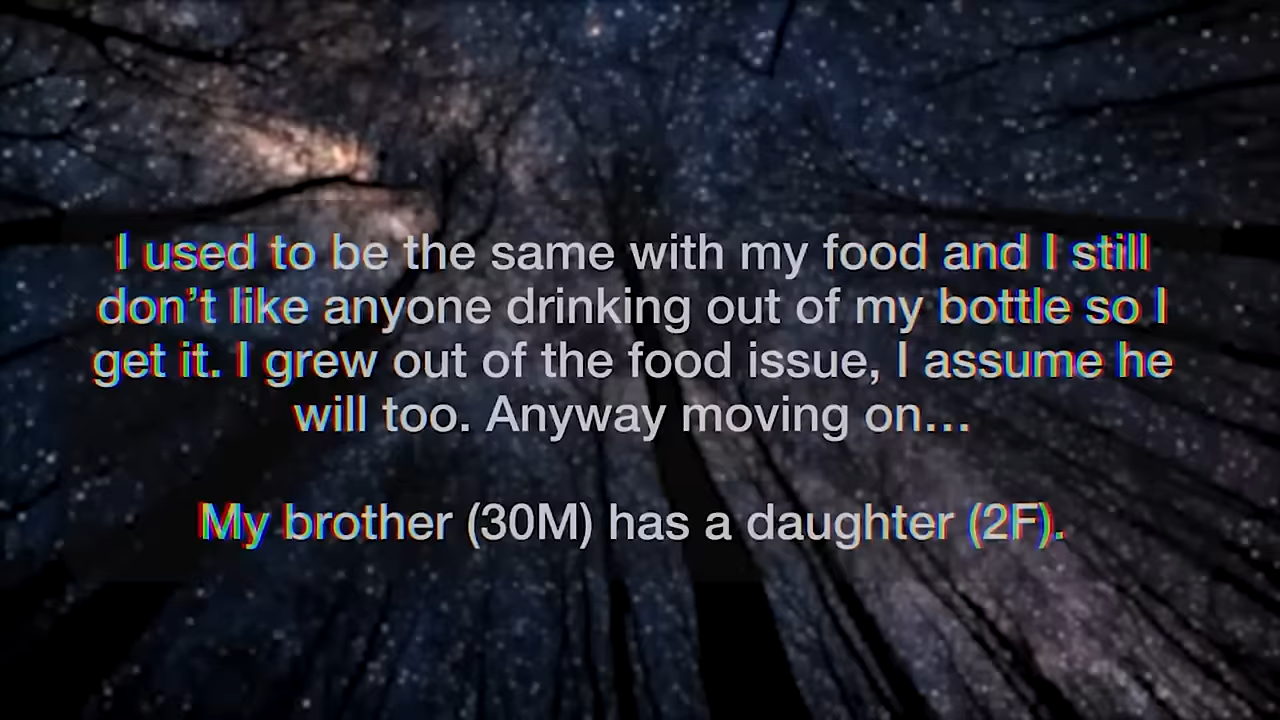 I used to be the same with my food and I still
don’t like anyone drinking out of my bottle so I
get it. I grew out of the food issue, I assume he
will too. Anyway moving on…
My brother (30M) has a daughter (2F).